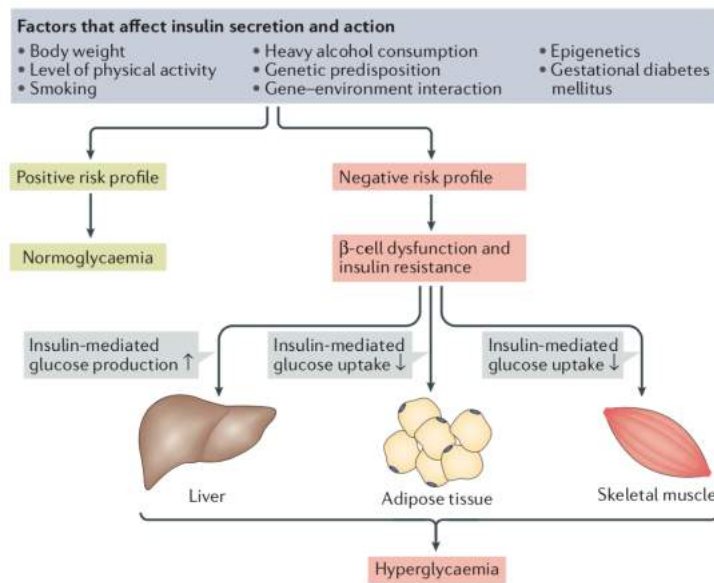 Factors that affect insulin secretion and action
• Body weight
• Level of physical activity
• Smoking
• Heavy alcohol consumption
• Genetic predisposition
• Gene–environment interaction
• Epigenetics
• Gestational diabetes
mellitus
Positive risk profile
Negative risk profile
Normoglycaemia
β-cell dysfunction and
insulin resistance
Insulin-mediated
glucose production ↑
Insulin-mediated
glucose uptake ↓
Insulin-mediated
glucose uptake ↓
Liver
Adipose tissue
Skeletal muscle
Hyperglycaemia